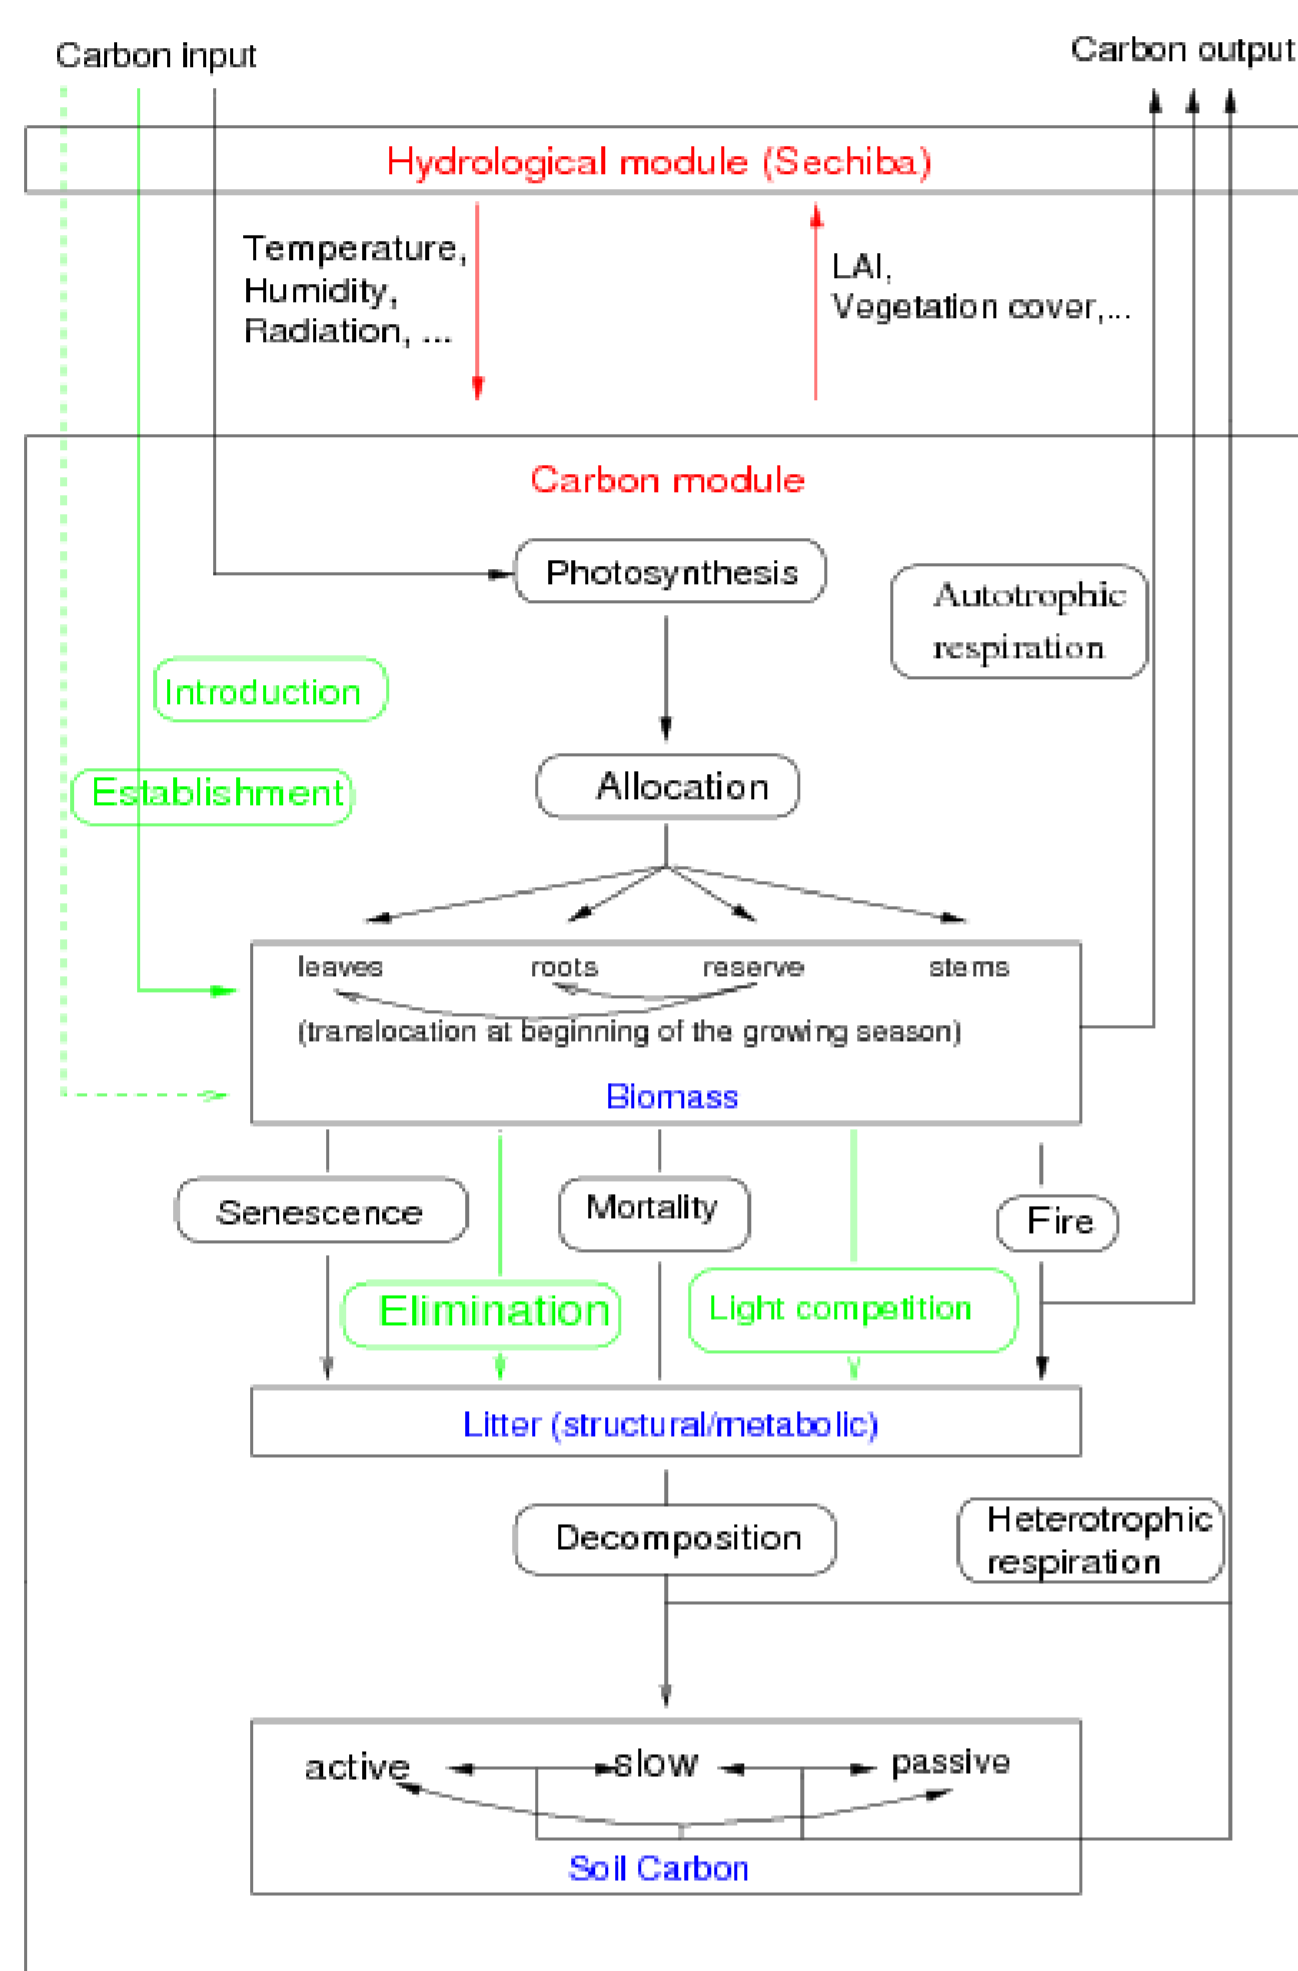 Carbon input
Carbon output
Hydrological module (Sechiba)
Temperature,
Humidity,
Radiation, ...
LAI,
Vegetation cover,...
Carbon module
Photosynthesis
Autotrophic
respiration
Introduction
Establishment
Allocation
leaves roots reserve stems
(translocation at beginning of the growing season)
Biomass
Senescence
Mortality
Fire
Elimination
Light competition
Litter (structural/metabolic)
Decomposition
Heterotrophic
respiration
active slow passive
Soil Carbon